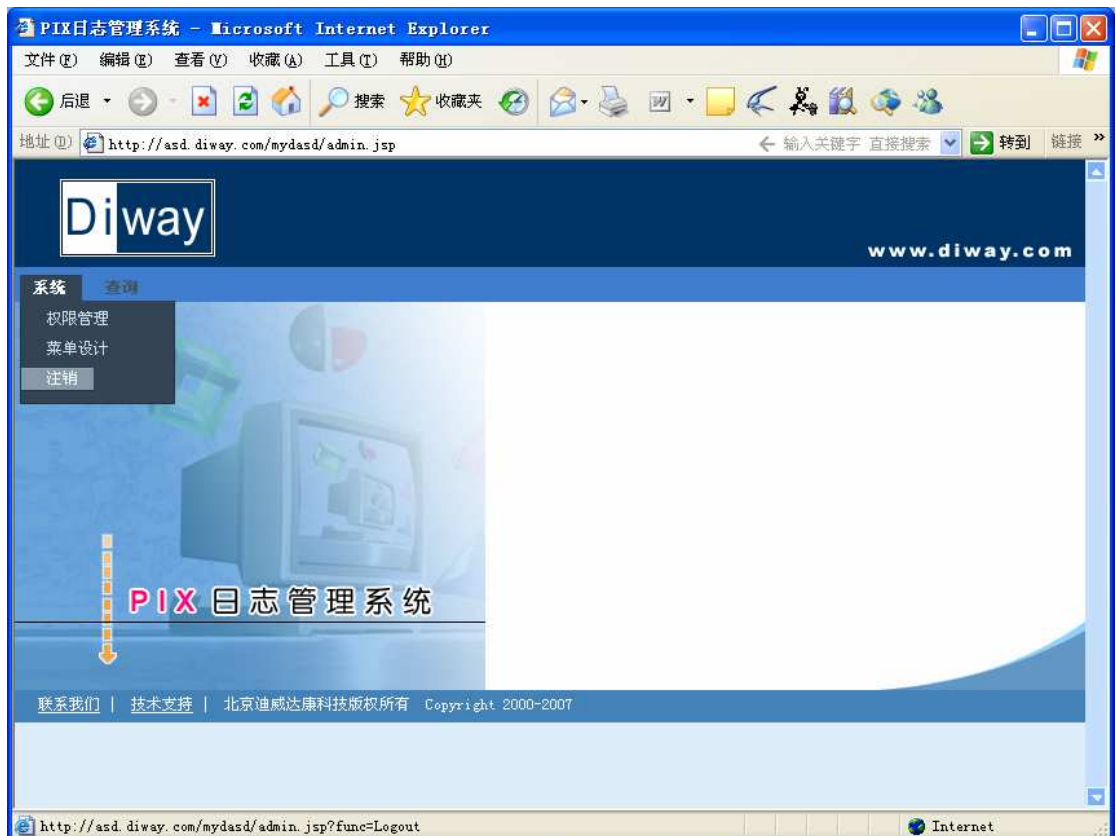 PIX日志管理系统 - Microsoft Internet Explorer
文件(F) 编辑(E) 查看(V) 收藏(A) 工具(T) 帮助(H)
后退 搜索 收藏夹
地址(D) http://asd.diway.com/mydasd/admin.jsp 输入关键字 直接搜索 转到 链接 »
Diway
www.diway.com
系统 查询
权限管理
菜单设计
注销
PIX日志管理系统
联系我们 | 技术支持 | 北京迪威达康科技版权所有 Copyright 2000-2007
http://asd.diway.com/mydasd/admin.jsp?func=Logout Internet